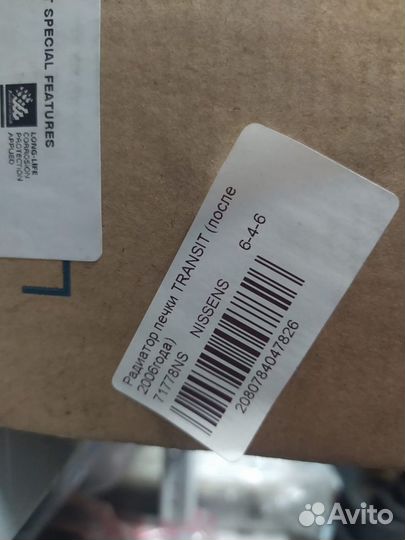 T SPECIAL FEATURES
LONG-LIFE
CORROSION
PROTECTION
APPLIED
Радиатор печки TRANSIT (после
2006года)
71778NS NISSENS 6-4-6
2080784047826
Avito